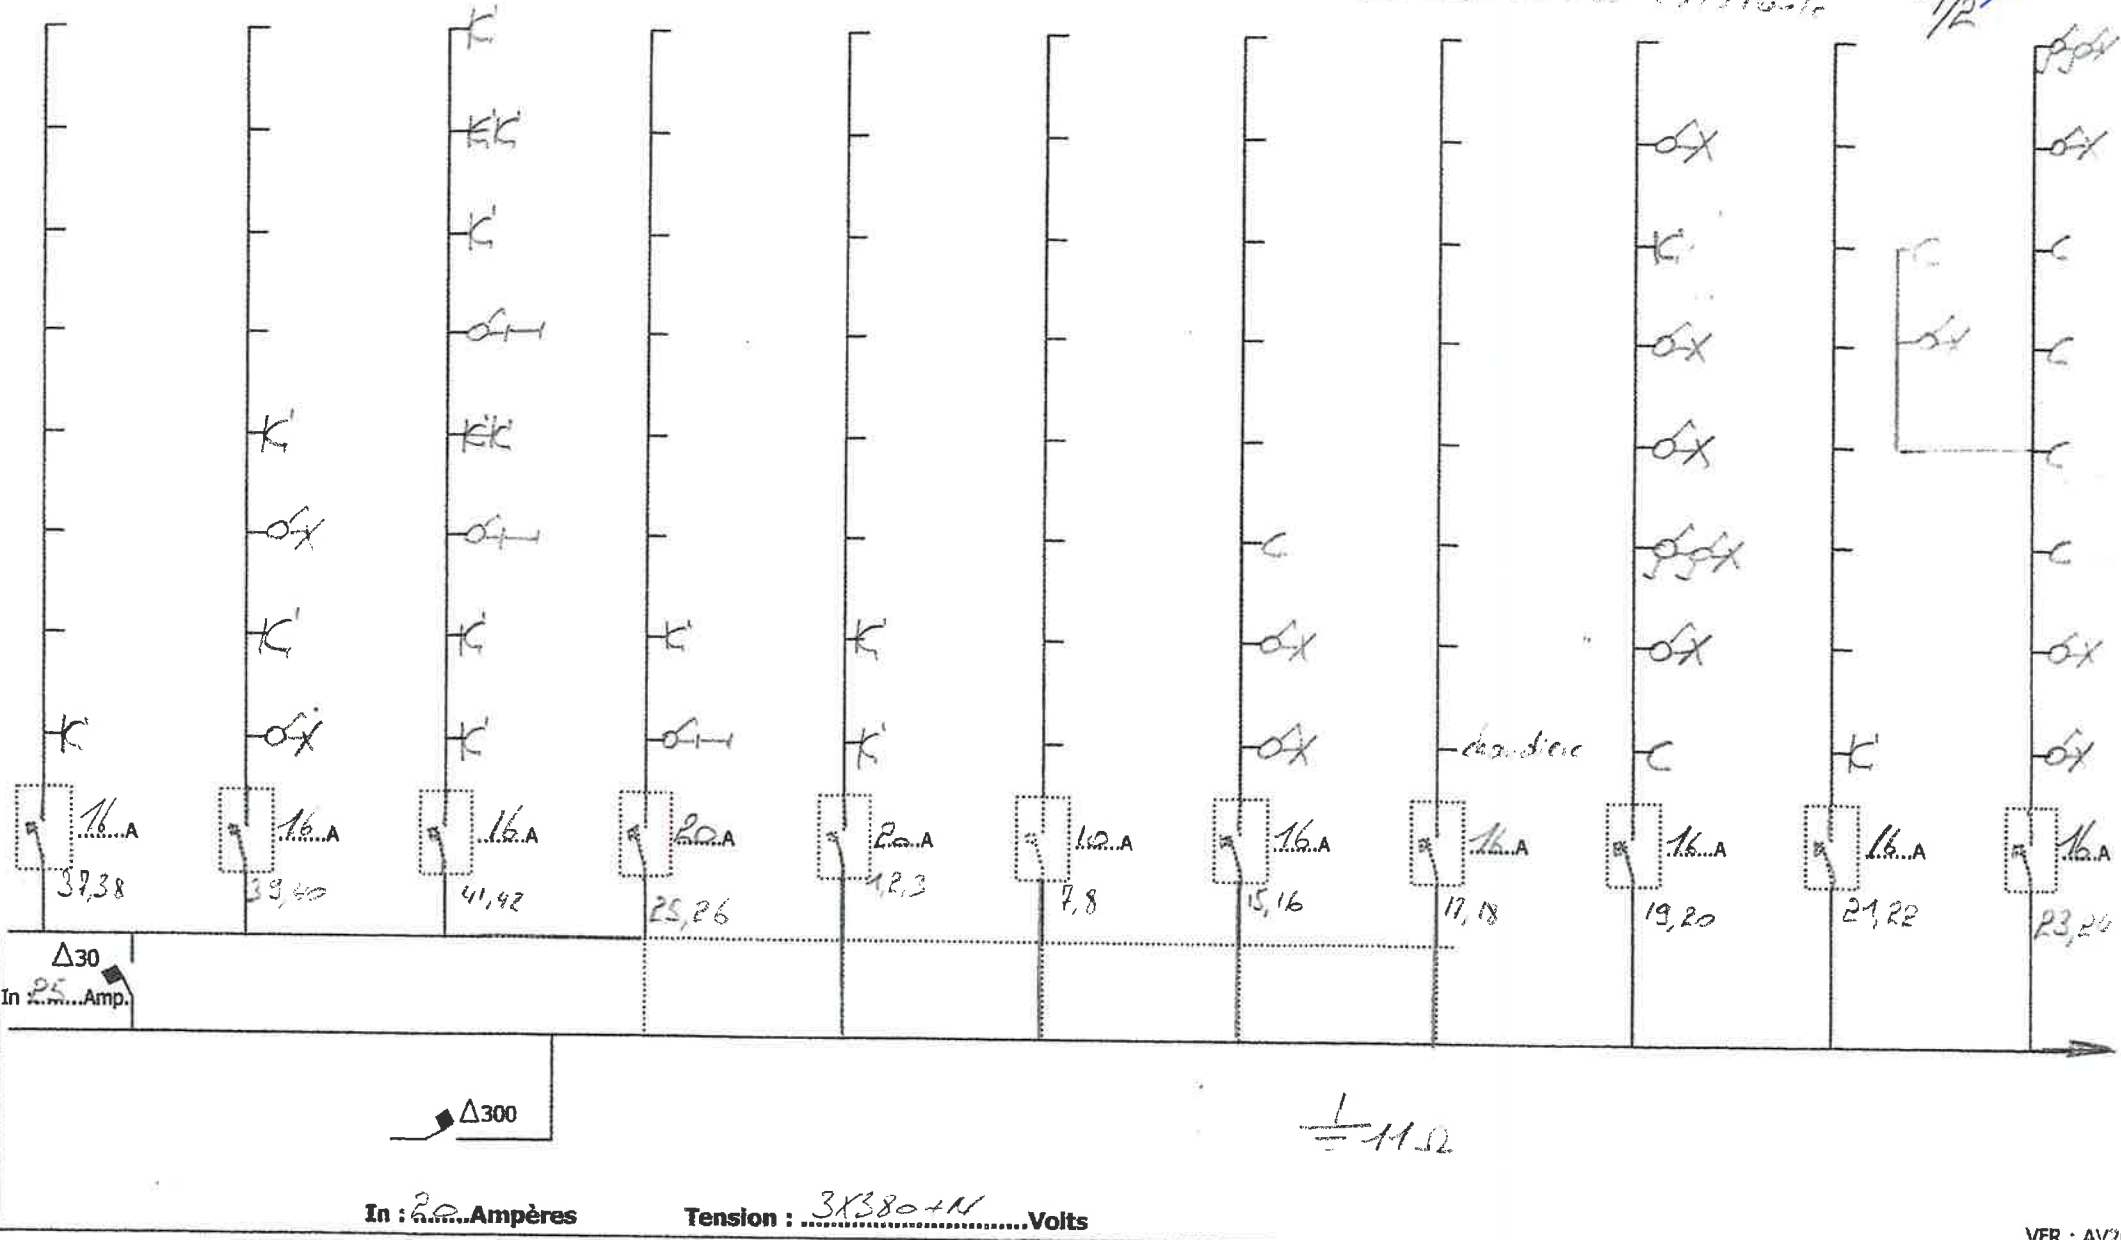 1/2
chaudière
16 A
16 A
16 A
20 A
20 A
10 A
16 A
16 A
16 A
16 A
16 A
37,38
39,40
41,42
25,26
1,2,3
7,8
15,16
17,18
19,20
21,22
23,24
Δ30
In : 25 Amp.
Δ300
11 Ω
In : 20 Ampères
Tension : 3X380+N Volts